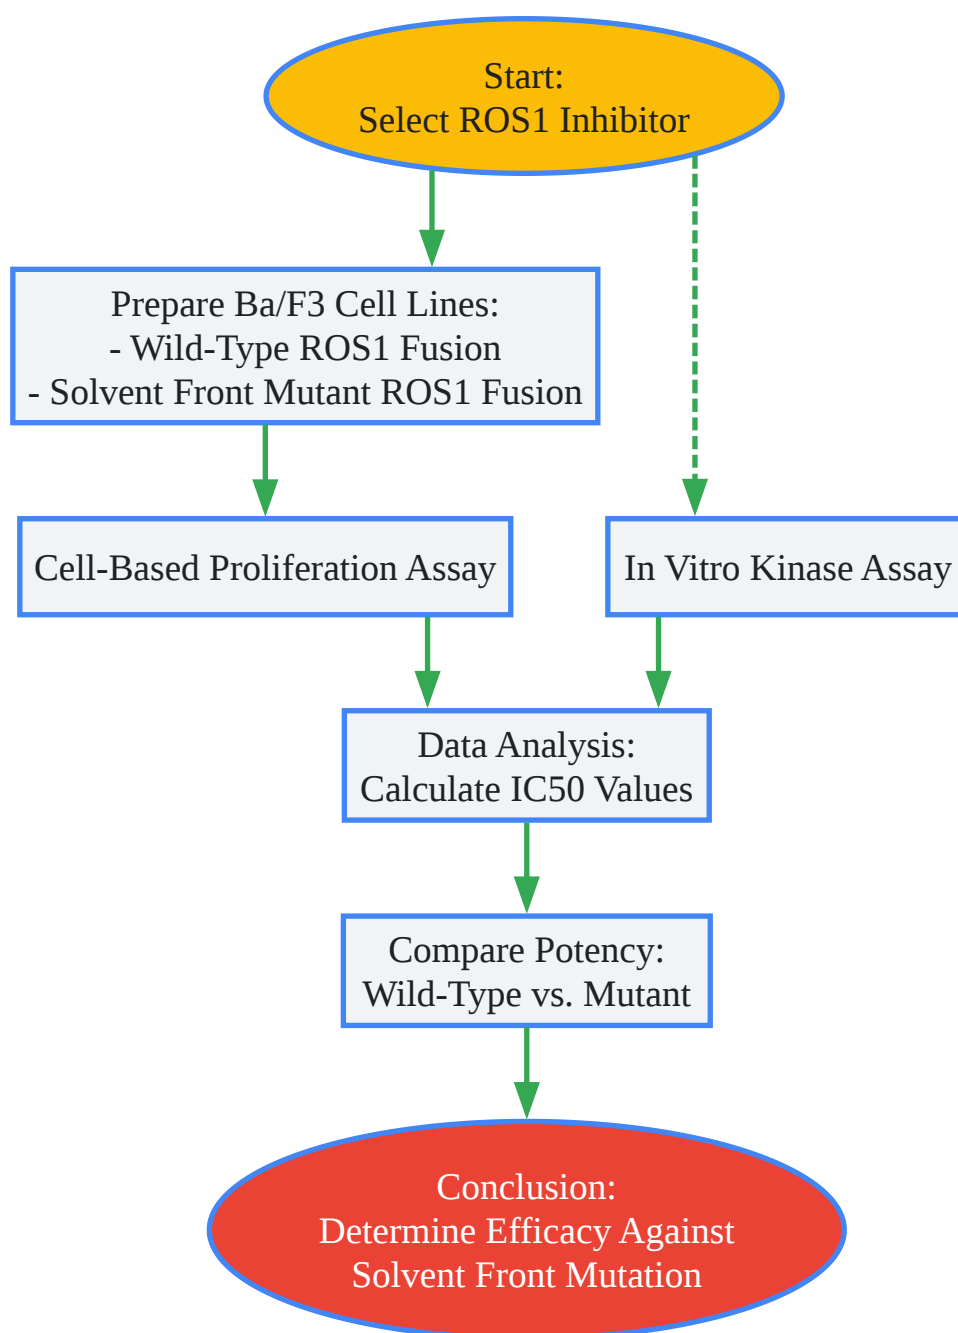 Start:
Select ROS1 Inhibitor
Prepare Ba/F3 Cell Lines:
- Wild-Type ROS1 Fusion
- Solvent Front Mutant ROS1 Fusion
Cell-Based Proliferation Assay
In Vitro Kinase Assay
Data Analysis:
Calculate IC50 Values
Compare Potency:
Wild-Type vs. Mutant
Conclusion:
Determine Efficacy Against
Solvent Front Mutation